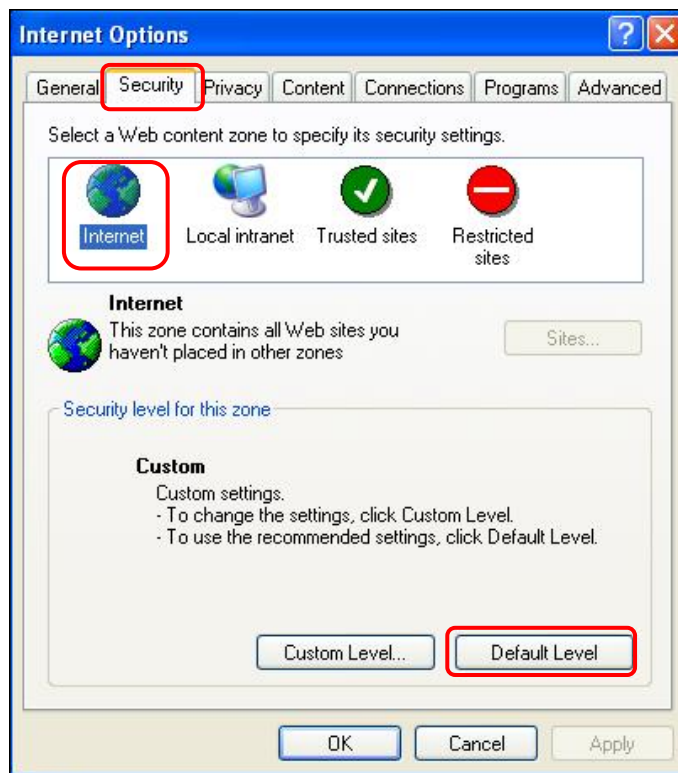 Internet Options
General Security Privacy Content Connections Programs Advanced
Select a Web content zone to specify its security settings.
Internet Local intranet Trusted sites Restricted
sites
Internet
This zone contains all Web sites you
haven't placed in other zones
Sites...
Security level for this zone
Custom
Custom settings.
- To change the settings, click Custom Level.
- To use the recommended settings, click Default Level.
Custom Level... Default Level
OK Cancel Apply